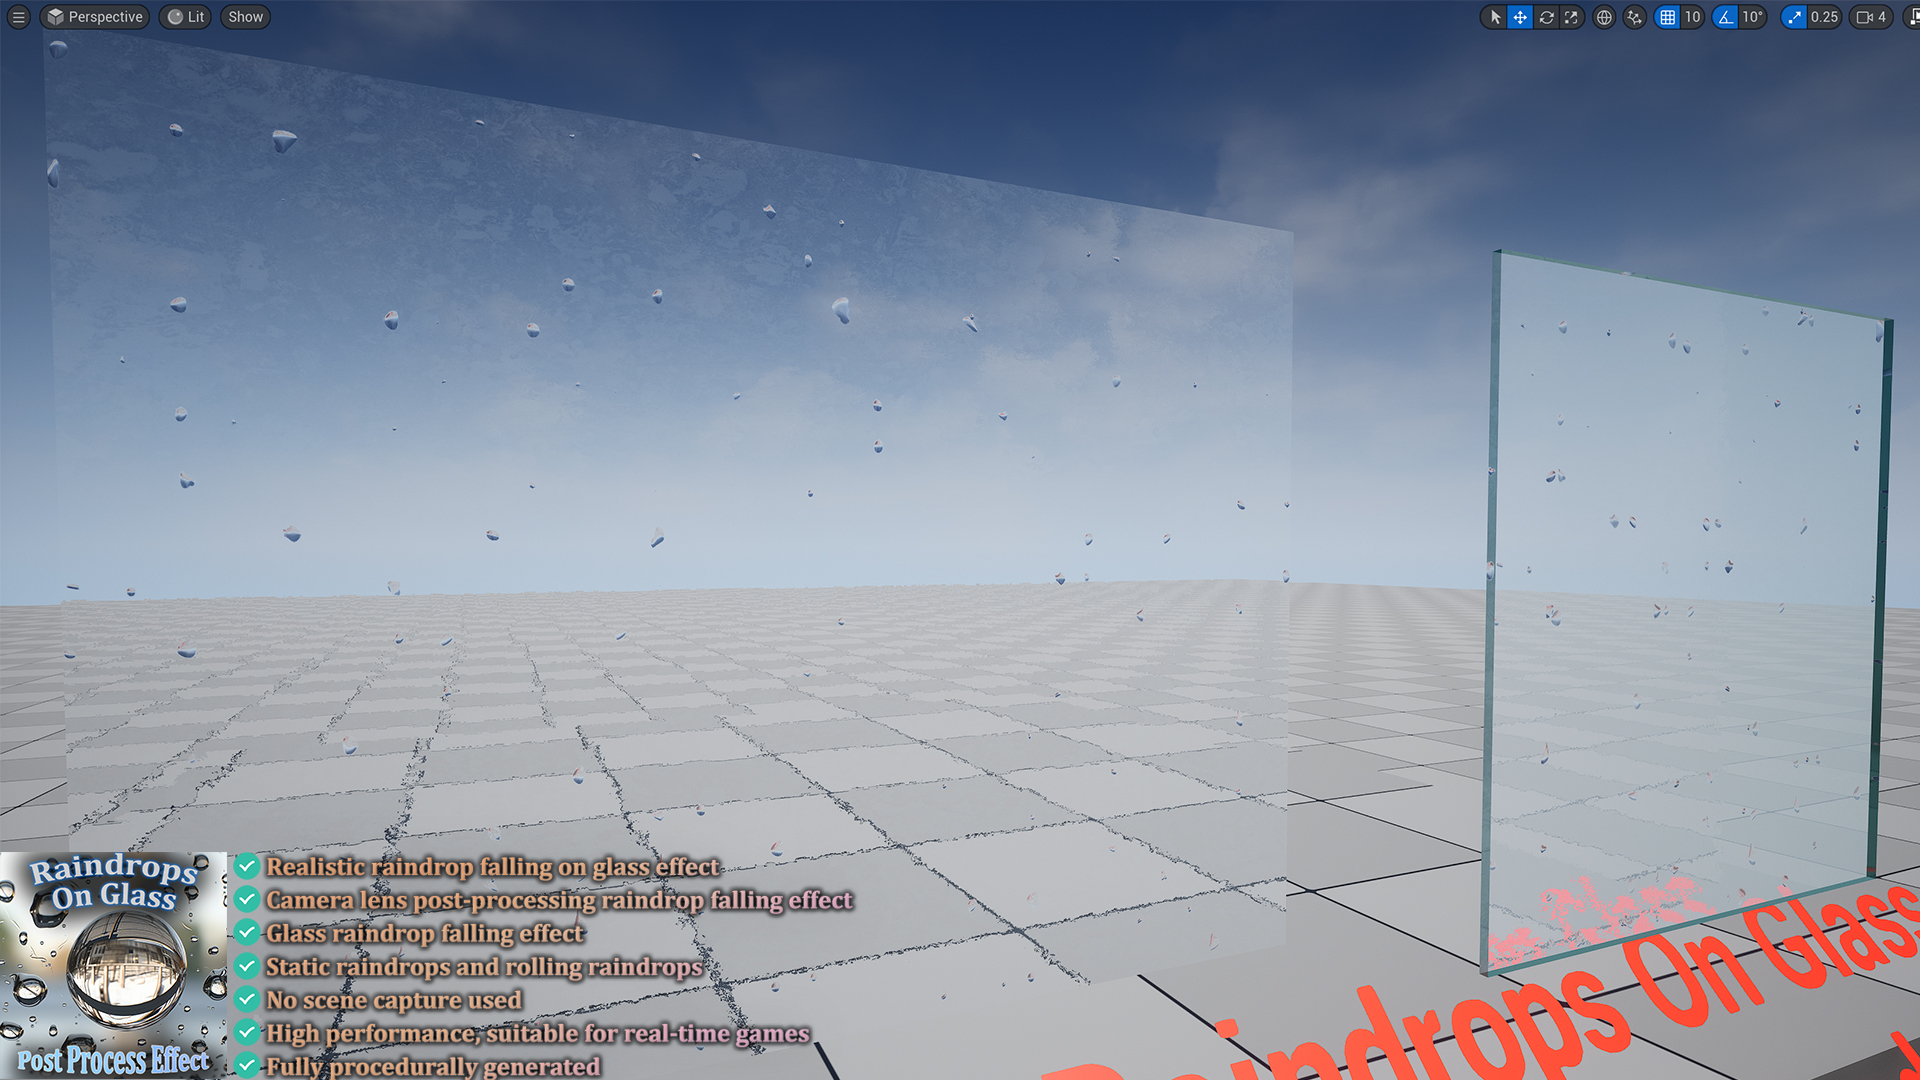 Perspective
Lit
Show
10
10°
0.25
4
Raindrops
On Glass
Post Process Effect
Realistic raindrop falling on glass effect
Camera lens post-processing raindrop falling effect
Glass raindrop falling effect
Static raindrops and rolling raindrops
No scene capture used
High performance, suitable for real-time games
Fully procedurally generated
Raindrops On Glass